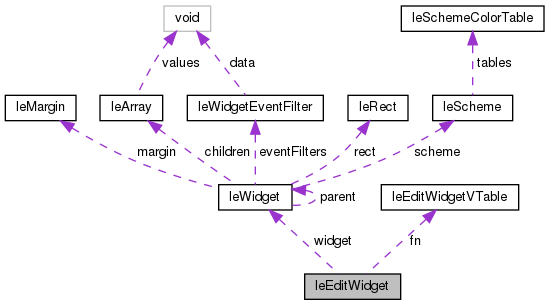 void
leSchemeColorTable
values
data
tables
leMargin
leArray
leWidgetEventFilter
leRect
leScheme
margin
children
eventFilters
rect
scheme
leWidget
parent
leEditWidgetVTable
widget
fn
leEditWidget